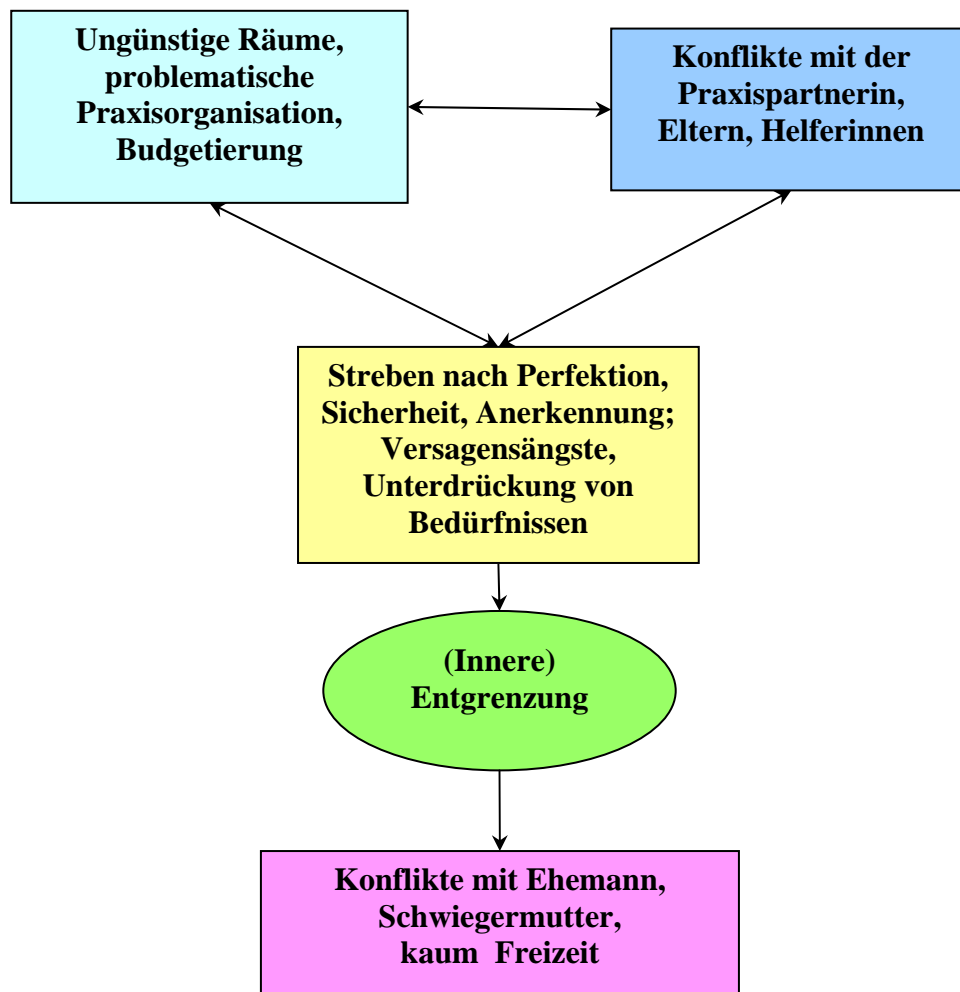 Ungünstige Räume,
problematische
Praxisorganisation,
Budgetierung
Konflikte mit der
Praxispartnerin,
Eltern, Helferinnen
Streben nach Perfektion,
Sicherheit, Anerkennung;
Versagensängste,
Unterdrückung von
Bedürfnissen
(Innere)
Entgrenzung
Konflikte mit Ehemann,
Schwiegermutter,
kaum  Freizeit